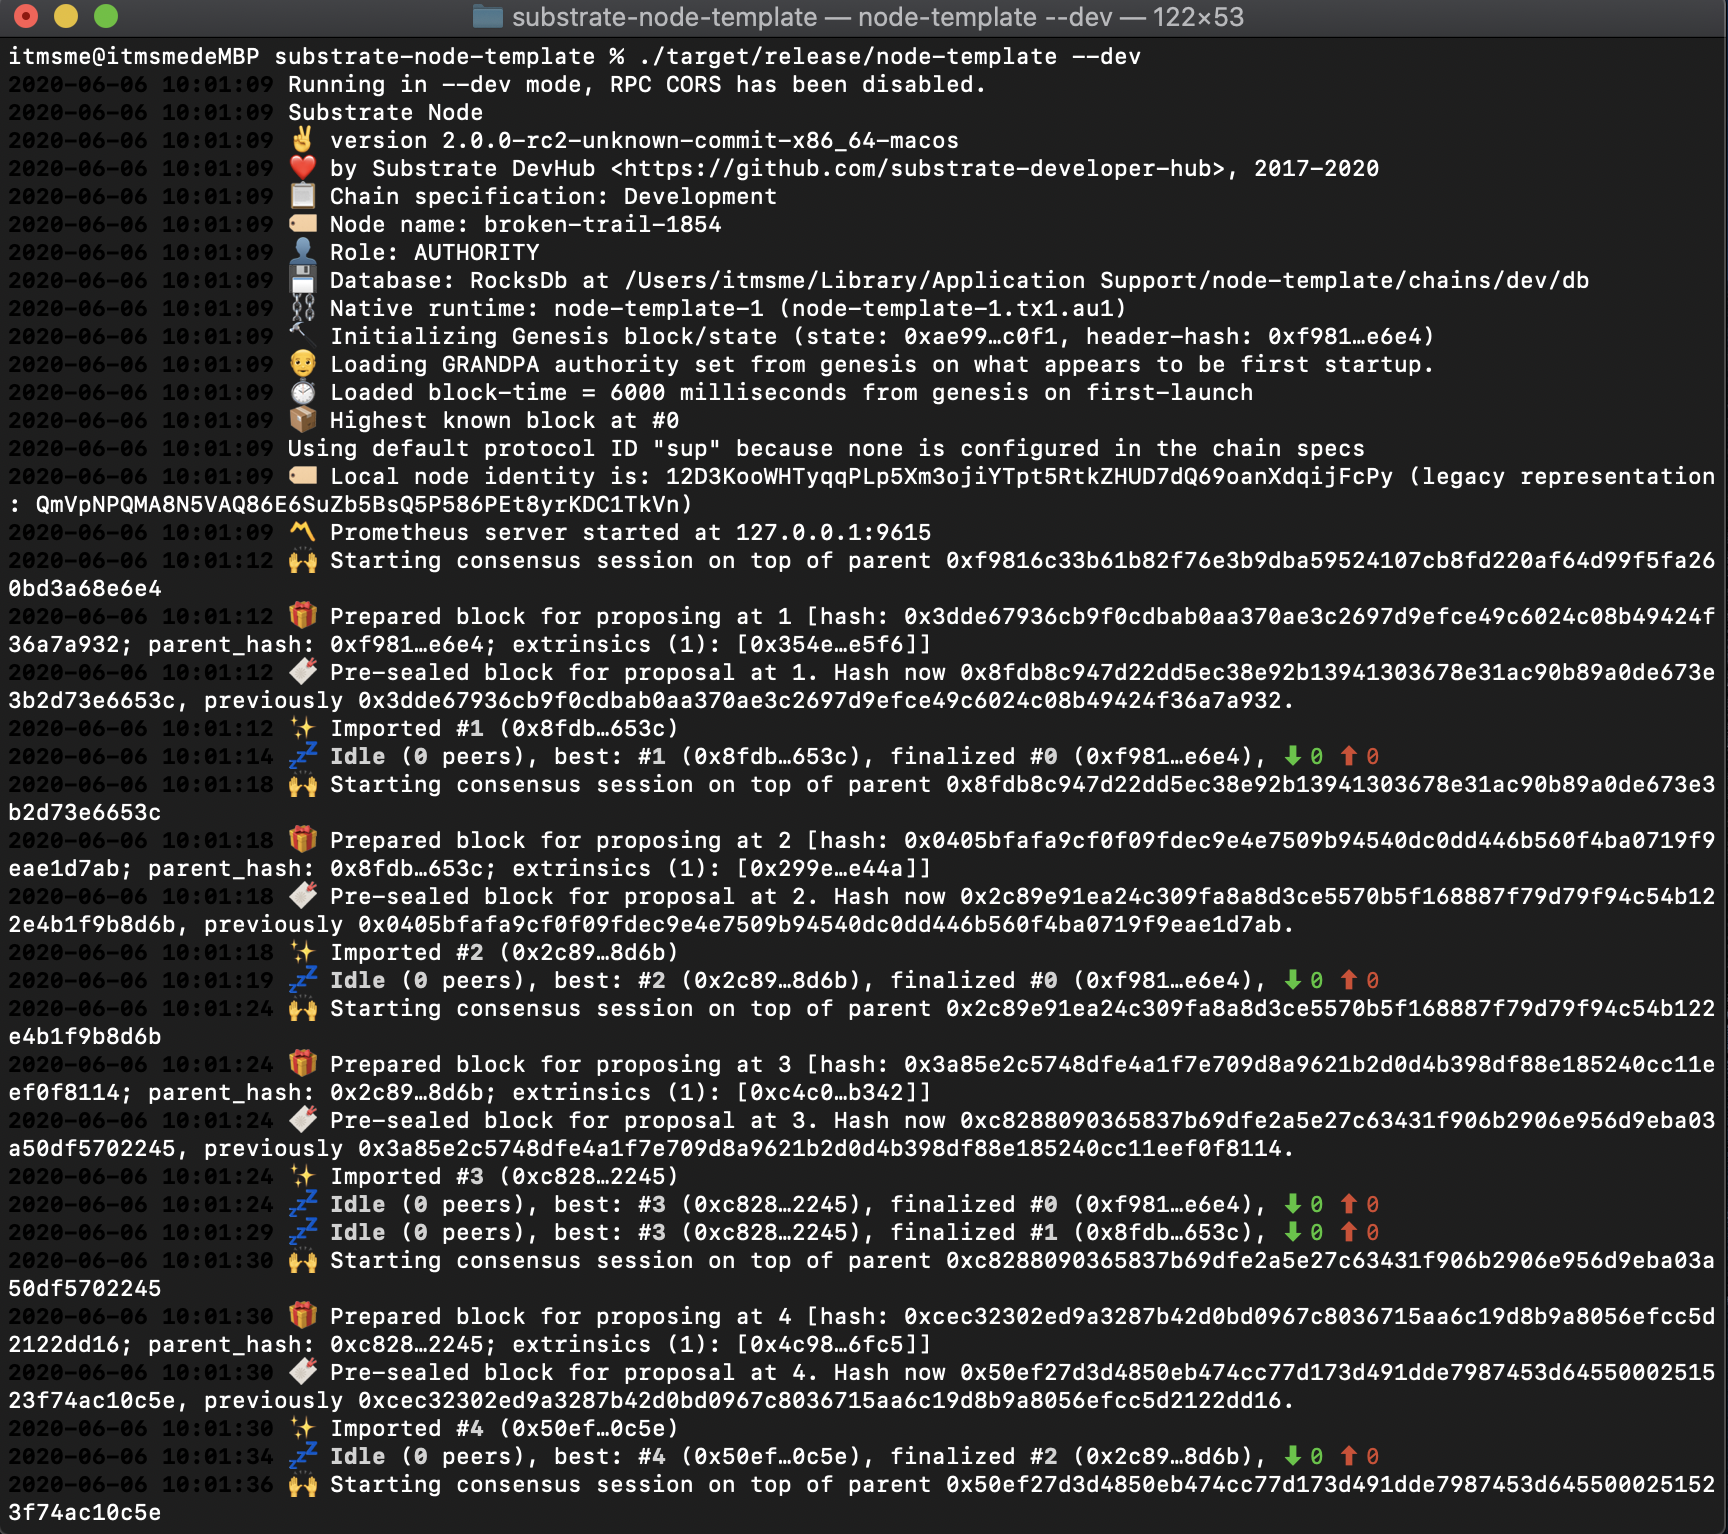 substrate-node-template — node-template --dev — 122×53
itmsme@itmsmedeMBP substrate-node-template % ./target/release/node-template --dev
2020-06-06 10:01:09 Running in --dev mode, RPC CORS has been disabled.
2020-06-06 10:01:09 Substrate Node
2020-06-06 10:01:09 ✌️ version 2.0.0-rc2-unknown-commit-x86_64-macos
2020-06-06 10:01:09 ❤️ by Substrate DevHub <https://github.com/substrate-developer-hub>, 2017-2020
2020-06-06 10:01:09 📋 Chain specification: Development
2020-06-06 10:01:09 🏷 Node name: broken-trail-1854
2020-06-06 10:01:09 👤 Role: AUTHORITY
2020-06-06 10:01:09 💾 Database: RocksDb at /Users/itmsme/Library/Application Support/node-template/chains/dev/db
2020-06-06 10:01:09 ⛓ Native runtime: node-template-1 (node-template-1.tx1.au1)
2020-06-06 10:01:09 🔨 Initializing Genesis block/state (state: 0xae99…c0f1, header-hash: 0xf981…e6e4)
2020-06-06 10:01:09 👴 Loading GRANDPA authority set from genesis on what appears to be first startup.
2020-06-06 10:01:09 ⏱ Loaded block-time = 6000 milliseconds from genesis on first-launch
2020-06-06 10:01:09 📦 Highest known block at #0
2020-06-06 10:01:09 Using default protocol ID "sup" because none is configured in the chain specs
2020-06-06 10:01:09 🏷 Local node identity is: 12D3KooWHTyqqPLp5Xm3ojiYTpt5RtkZHUD7dQ69oanXdqijFcPy (legacy representation
: QmVpNPQMA8N5VAQ86E6SuZb5BsQ5P586PEt8yrKDC1TkVn)
2020-06-06 10:01:09 〽️ Prometheus server started at 127.0.0.1:9615
2020-06-06 10:01:12 🙌 Starting consensus session on top of parent 0xf9816c33b61b82f76e3b9dba59524107cb8fd220af64d99f5fa26
0bd3a68e6e4
2020-06-06 10:01:12 🎁 Prepared block for proposing at 1 [hash: 0x3dde67936cb9f0cdbab0aa370ae3c2697d9efce49c6024c08b49424f
36a7a932; parent_hash: 0xf981…e6e4; extrinsics (1): [0x354e…e5f6]]
2020-06-06 10:01:12 🔖 Pre-sealed block for proposal at 1. Hash now 0x8fdb8c947d22dd5ec38e92b13941303678e31ac90b89a0de673e
3b2d73e6653c, previously 0x3dde67936cb9f0cdbab0aa370ae3c2697d9efce49c6024c08b49424f36a7a932.
2020-06-06 10:01:12 ✨ Imported #1 (0x8fdb…653c)
2020-06-06 10:01:14 💤 Idle (0 peers), best: #1 (0x8fdb…653c), finalized #0 (0xf981…e6e4), ⬇ 0 ⬆ 0
2020-06-06 10:01:18 🙌 Starting consensus session on top of parent 0x8fdb8c947d22dd5ec38e92b13941303678e31ac90b89a0de673e3
b2d73e6653c
2020-06-06 10:01:18 🎁 Prepared block for proposing at 2 [hash: 0x0405bfafa9cf0f09fdec9e4e7509b94540dc0dd446b560f4ba0719f9
eae1d7ab; parent_hash: 0x8fdb…653c; extrinsics (1): [0x299e…e44a]]
2020-06-06 10:01:18 🔖 Pre-sealed block for proposal at 2. Hash now 0x2c89e91ea24c309fa8a8d3ce5570b5f168887f79d79f94c54b12
2e4b1f9b8d6b, previously 0x0405bfafa9cf0f09fdec9e4e7509b94540dc0dd446b560f4ba0719f9eae1d7ab.
2020-06-06 10:01:18 ✨ Imported #2 (0x2c89…8d6b)
2020-06-06 10:01:19 💤 Idle (0 peers), best: #2 (0x2c89…8d6b), finalized #0 (0xf981…e6e4), ⬇ 0 ⬆ 0
2020-06-06 10:01:24 🙌 Starting consensus session on top of parent 0x2c89e91ea24c309fa8a8d3ce5570b5f168887f79d79f94c54b122
e4b1f9b8d6b
2020-06-06 10:01:24 🎁 Prepared block for proposing at 3 [hash: 0x3a85e2c5748dfe4a1f7e709d8a9621b2d0d4b398df88e185240cc11e
ef0f8114; parent_hash: 0x2c89…8d6b; extrinsics (1): [0xc4c0…b342]]
2020-06-06 10:01:24 🔖 Pre-sealed block for proposal at 3. Hash now 0xc8288090365837b69dfe2a5e27c63431f906b2906e956d9eba03
a50df5702245, previously 0x3a85e2c5748dfe4a1f7e709d8a9621b2d0d4b398df88e185240cc11eef0f8114.
2020-06-06 10:01:24 ✨ Imported #3 (0xc828…2245)
2020-06-06 10:01:24 💤 Idle (0 peers), best: #3 (0xc828…2245), finalized #0 (0xf981…e6e4), ⬇ 0 ⬆ 0
2020-06-06 10:01:29 💤 Idle (0 peers), best: #3 (0xc828…2245), finalized #1 (0x8fdb…653c), ⬇ 0 ⬆ 0
2020-06-06 10:01:30 🙌 Starting consensus session on top of parent 0xc8288090365837b69dfe2a5e27c63431f906b2906e956d9eba03a
50df5702245
2020-06-06 10:01:30 🎁 Prepared block for proposing at 4 [hash: 0xcec32302ed9a3287b42d0bd0967c8036715aa6c19d8b9a8056efcc5d
2122dd16; parent_hash: 0xc828…2245; extrinsics (1): [0x4c98…6fc5]]
2020-06-06 10:01:30 🔖 Pre-sealed block for proposal at 4. Hash now 0x50ef27d3d4850eb474cc77d173d491dde7987453d64550002515
23f74ac10c5e, previously 0xcec32302ed9a3287b42d0bd0967c8036715aa6c19d8b9a8056efcc5d2122dd16.
2020-06-06 10:01:30 ✨ Imported #4 (0x50ef…0c5e)
2020-06-06 10:01:34 💤 Idle (0 peers), best: #4 (0x50ef…0c5e), finalized #2 (0x2c89…8d6b), ⬇ 0 ⬆ 0
2020-06-06 10:01:36 🙌 Starting consensus session on top of parent 0x50ef27d3d4850eb474cc77d173d491dde7987453d645500025152
3f74ac10c5e